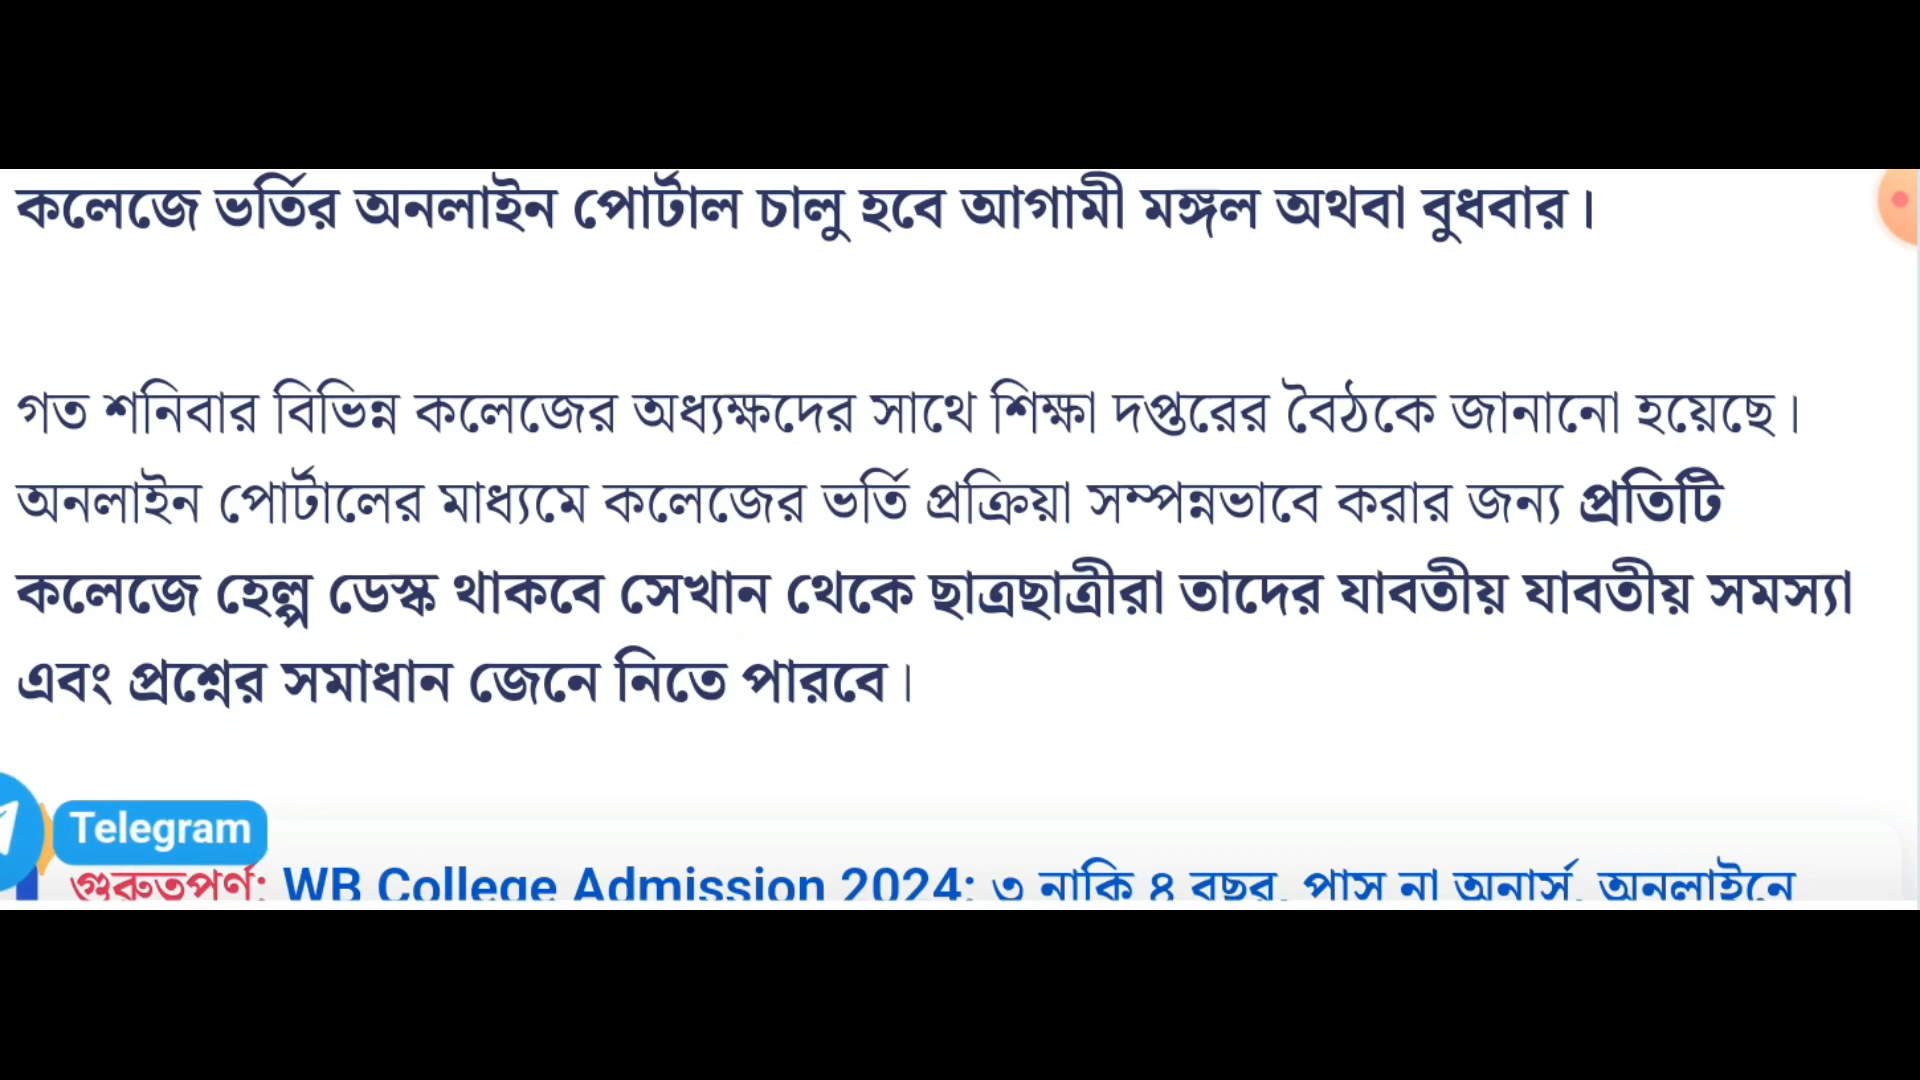 কলেজে ভর্তির অনলাইন পোর্টাল চালু হবে আগামী মঙ্গল অথবা বুধবার।
গত শনিবার বিভিন্ন কলেজের অধ্যক্ষদের সাথে শিক্ষা দপ্তরের বৈঠকে জানানো হয়েছে।
অনলাইন পোর্টালের মাধ্যমে কলেজের ভর্তি প্রক্রিয়া সম্পন্নভাবে করার জন্য প্রতিটি
কলেজে হেল্প ডেস্ক থাকবে সেখান থেকে ছাত্রছাত্রীরা তাদের যাবতীয় যাবতীয় সমস্যা
এবং প্রশ্নের সমাধান জেনে নিতে পারবে।
Telegram
গুরুতপর্ণ: WB College Admission 2024: ৩ নাকি ৪ বছর, পাস না অনার্স, অনলাইনে